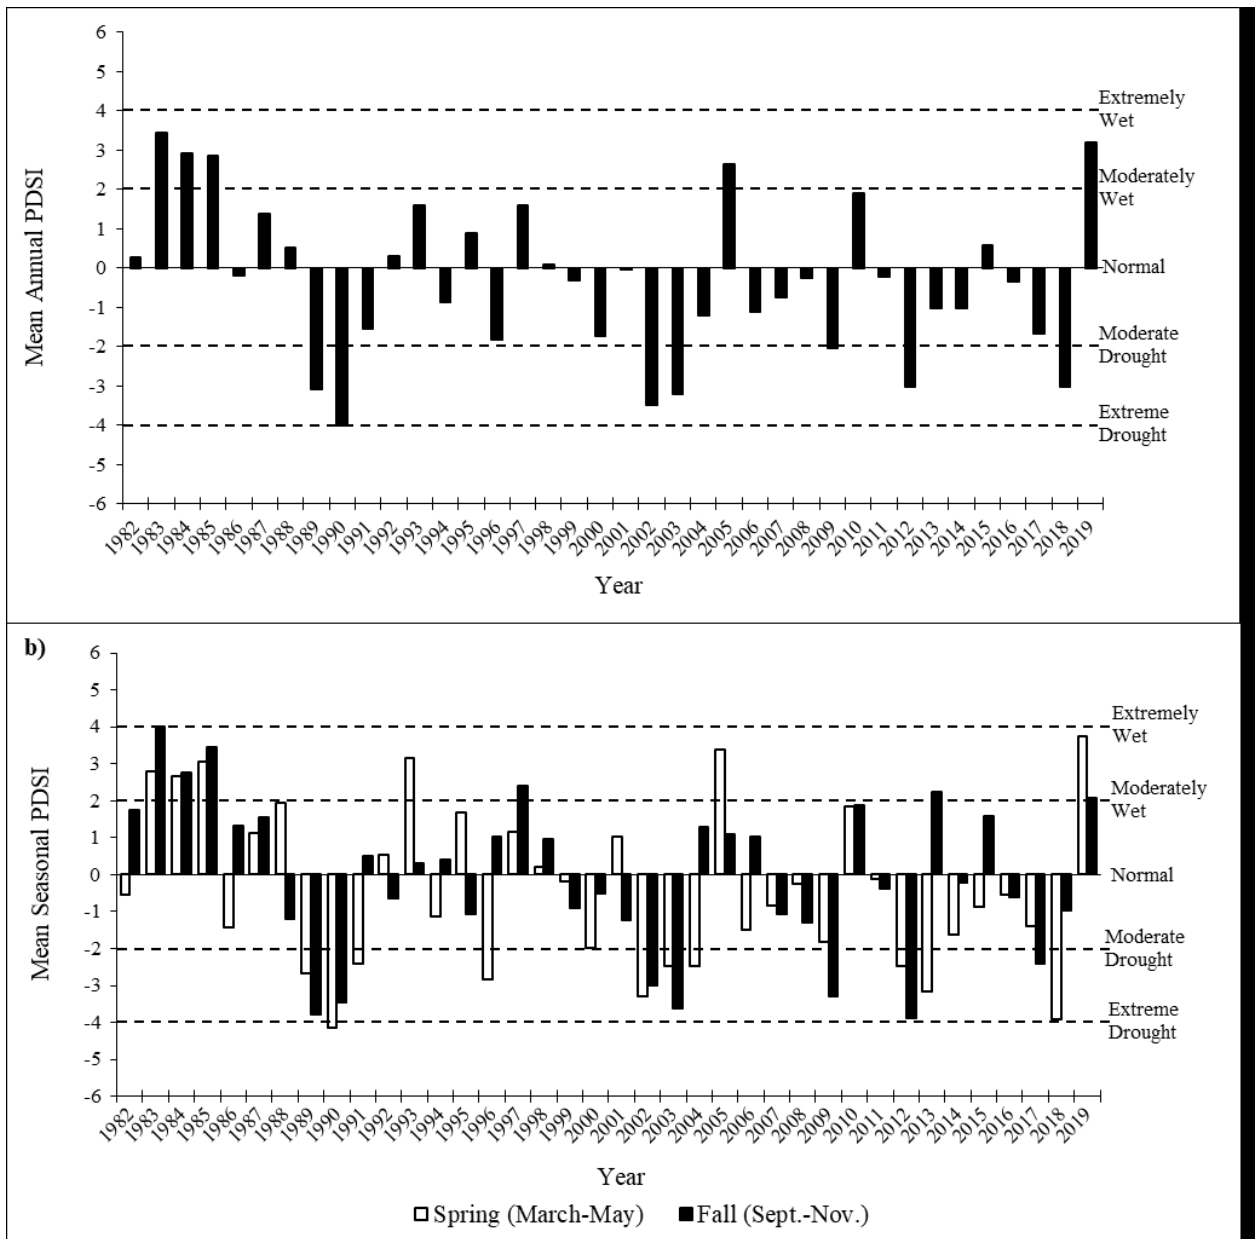 6
5
4
3
2
1
0
-1
-2
-3
-4
-5
-6
Mean Annual PDSI
Extremely
Wet
Moderately
Wet
Normal
Moderate
Drought
Extreme
Drought
1982 1983 1984 1985 1986 1987 1988 1989 1990 1991 1992 1993 1994 1995 1996 1997 1998 1999 2000 2001 2002 2003 2004 2005 2006 2007 2008 2009 2010 2011 2012 2013 2014 2015 2016 2017 2018 2019
Year
b)
6
5
4
3
2
1
0
-1
-2
-3
-4
-5
-6
Mean Seasonal PDSI
Extremely
Wet
Moderately
Wet
Normal
Moderate
Drought
Extreme
Drought
1982 1983 1984 1985 1986 1987 1988 1989 1990 1991 1992 1993 1994 1995 1996 1997 1998 1999 2000 2001 2002 2003 2004 2005 2006 2007 2008 2009 2010 2011 2012 2013 2014 2015 2016 2017 2018 2019
Year
Spring (March-May) Fall (Sept.-Nov.)